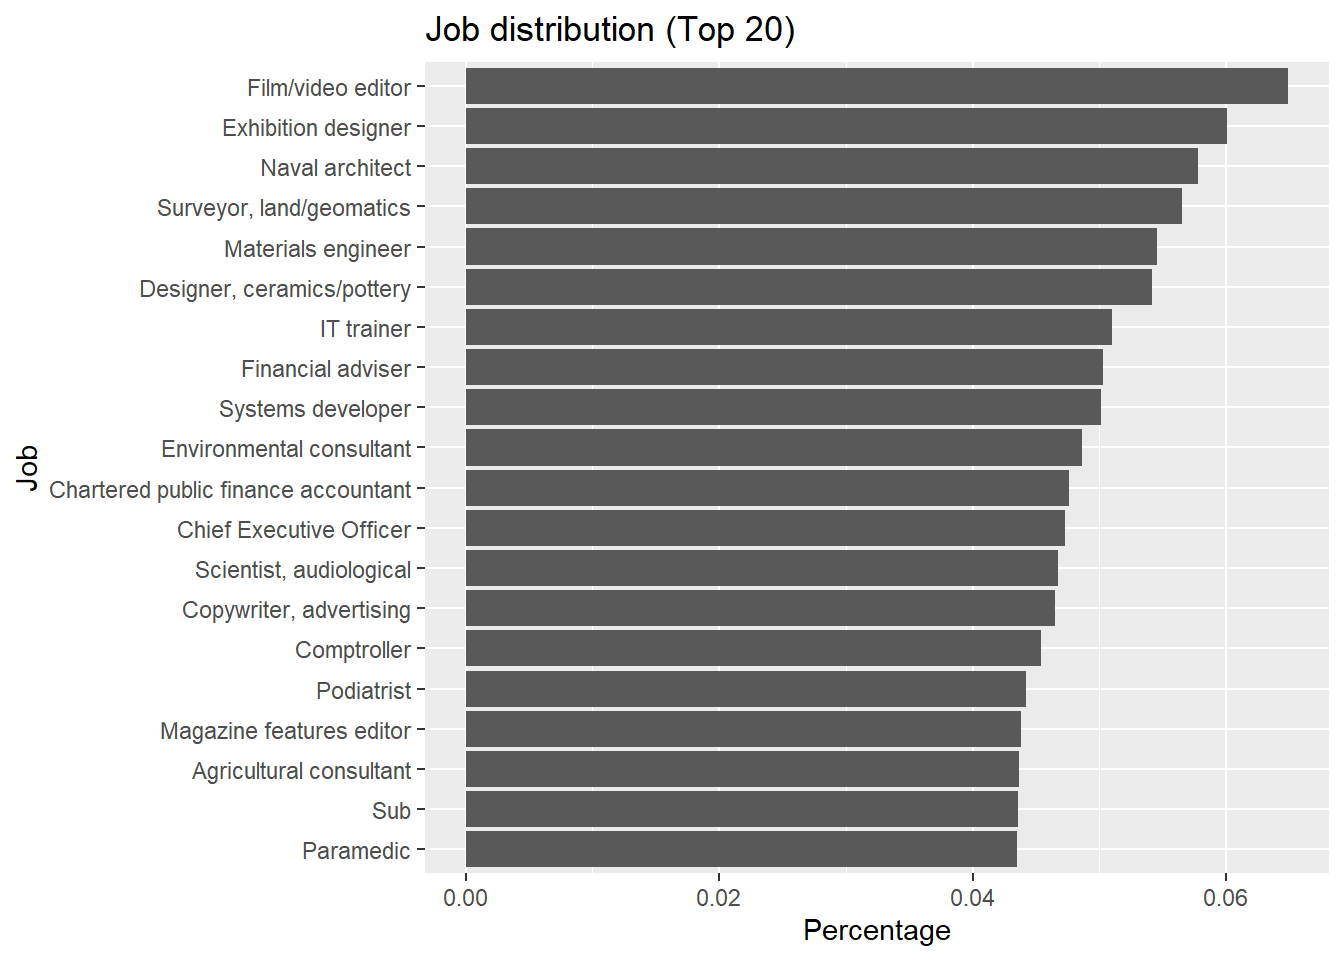 Job distribution (Top 20)
Film/video editor
Exhibition designer
Naval architect
Surveyor, land/geomatics
Materials engineer
Designer, ceramics/pottery
IT trainer
Financial adviser
Systems developer
Environmental consultant
Chartered public finance accountant
Chief Executive Officer
Scientist, audiological
Copywriter, advertising
Comptroller
Podiatrist
Magazine features editor
Agricultural consultant
Sub
Paramedic
Job
0.00 0.02 0.04 0.06
Percentage